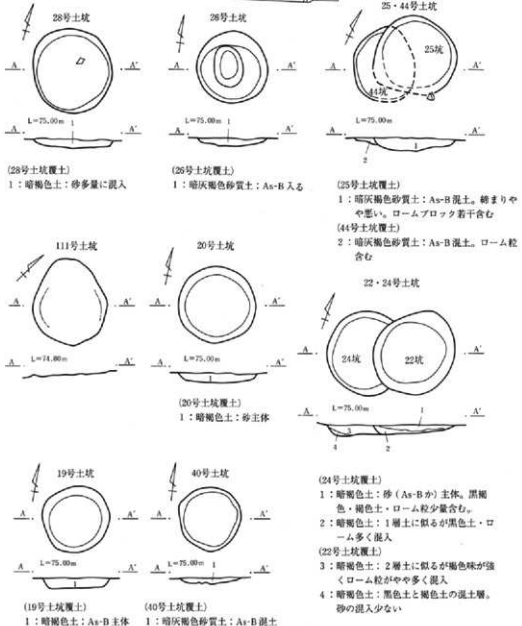 28号土坑
A A'
L=75.00m 1
A A'
(28号土坑覆土)
1：暗褐色土：砂多量に混入
26号土坑
A A'
L=75.00m 1
A A'
(26号土坑覆土)
1：暗灰褐色砂質土：As-B入る
25・44号土坑
25坑
A A'
44坑
L=75.00m
A A'
2 1
(25号土坑覆土)
1：暗灰褐色砂質土：As-B混土。締まりや
や悪い。ロームブロック若干含む
(44号土坑覆土)
2：暗灰褐色砂質土：As-B混土。ローム粒
含む
111号土坑
A A'
L=74.80m
A A'
20号土坑
A A'
L=75.00m
A A'
1
(20号土坑覆土)
1：暗褐色土：砂主体
22・24号土坑
A A'
24坑 22坑
L=75.00m 1
A A'
4 3 2
(24号土坑覆土)
1：暗褐色土：砂（As-Bか）主体。黒褐
色・褐色土・ローム粒少量含む。
2：暗褐色土：1層土に似るが黒色土・ロ
ーム多く混入
(22号土坑覆土)
3：暗褐色土：2層土に似るが褐色味が強
くローム粒がやや多く混入
4：暗褐色土：黒色土と褐色土の混土層。
砂の混入少ない
19号土坑
A A'
L=75.00m
A A'
1
(19号土坑覆土)
1：暗褐色土：As-B主体
40号土坑
A A'
L=75.00m
A A'
1
(40号土坑覆土)
1：暗灰褐色砂質土：As-B混土